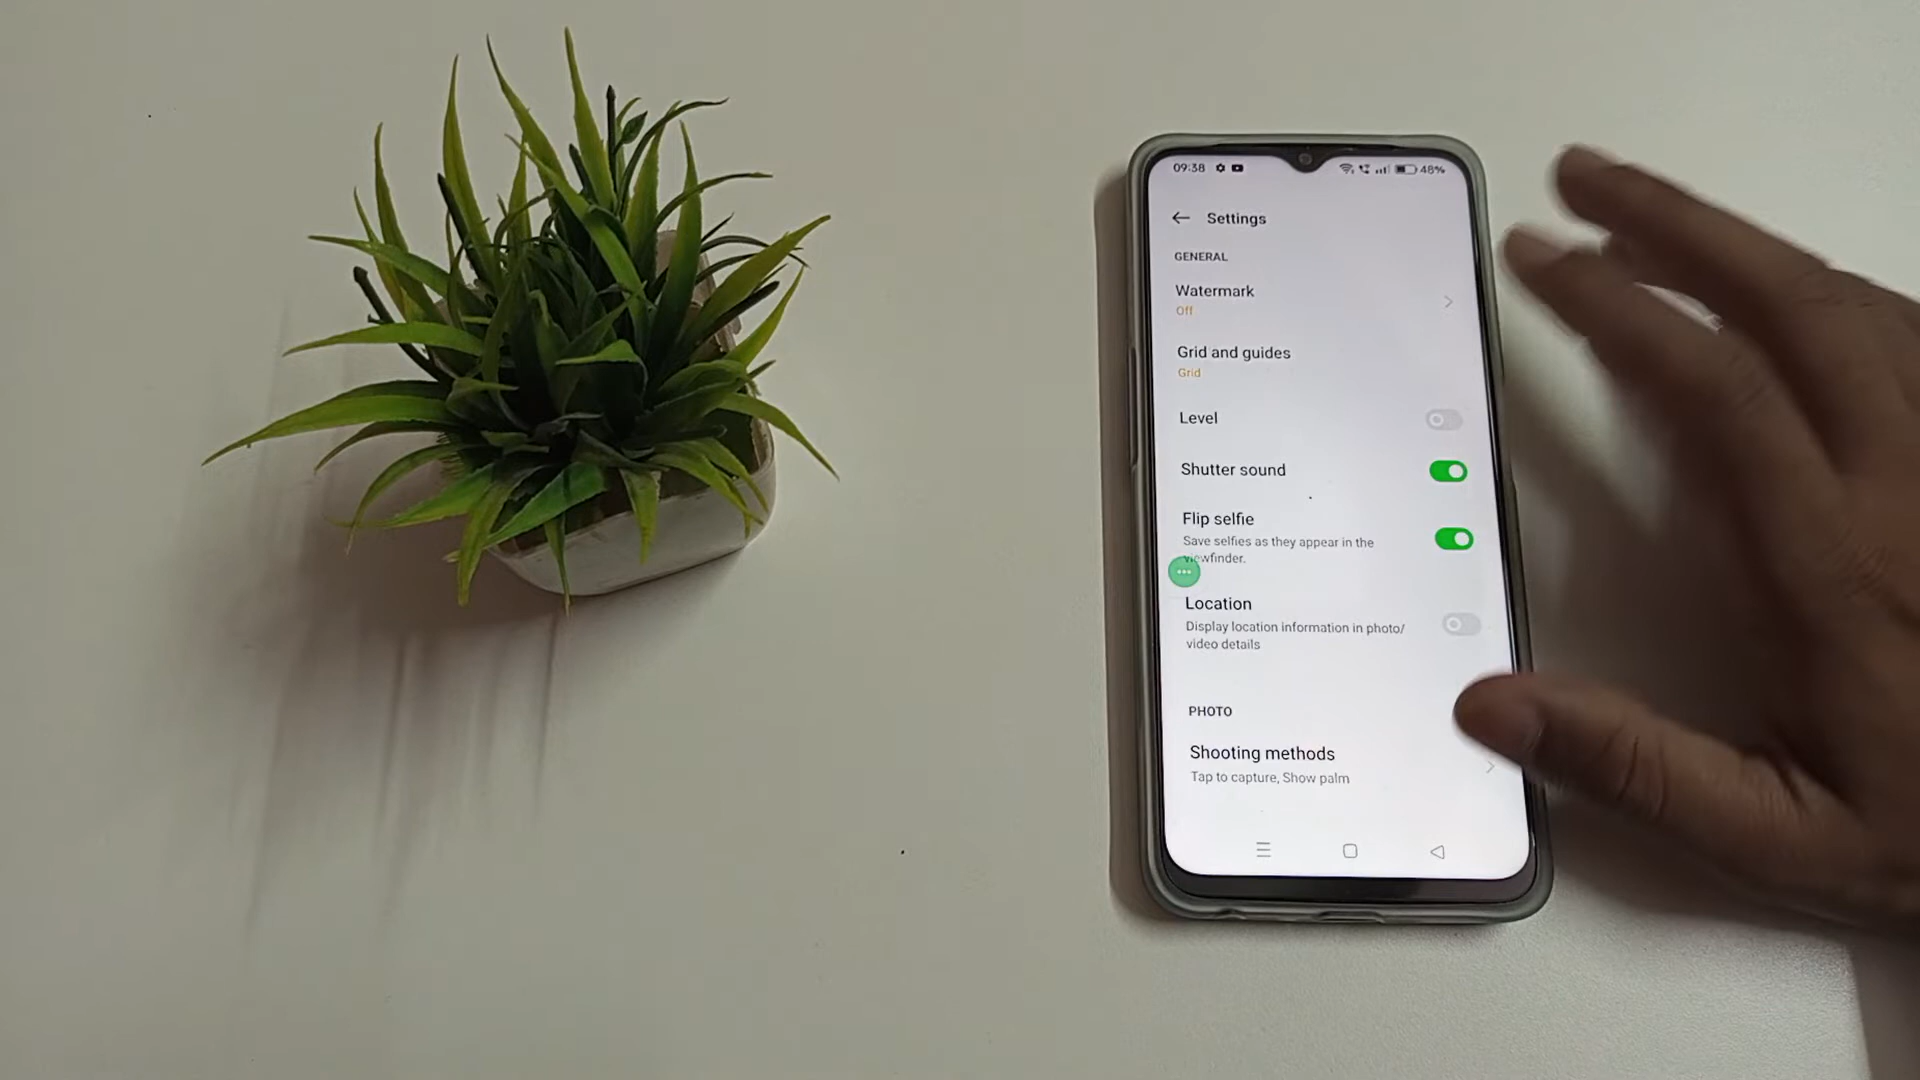 09:38 48%
Settings
GENERAL
Watermark
Off
Grid and guides
Grid
Level
Shutter sound
Flip selfie
Save selfies as they appear in the
viewfinder.
Location
Display location information in photo/
video details
PHOTO
Shooting methods
Tap to capture, Show palm